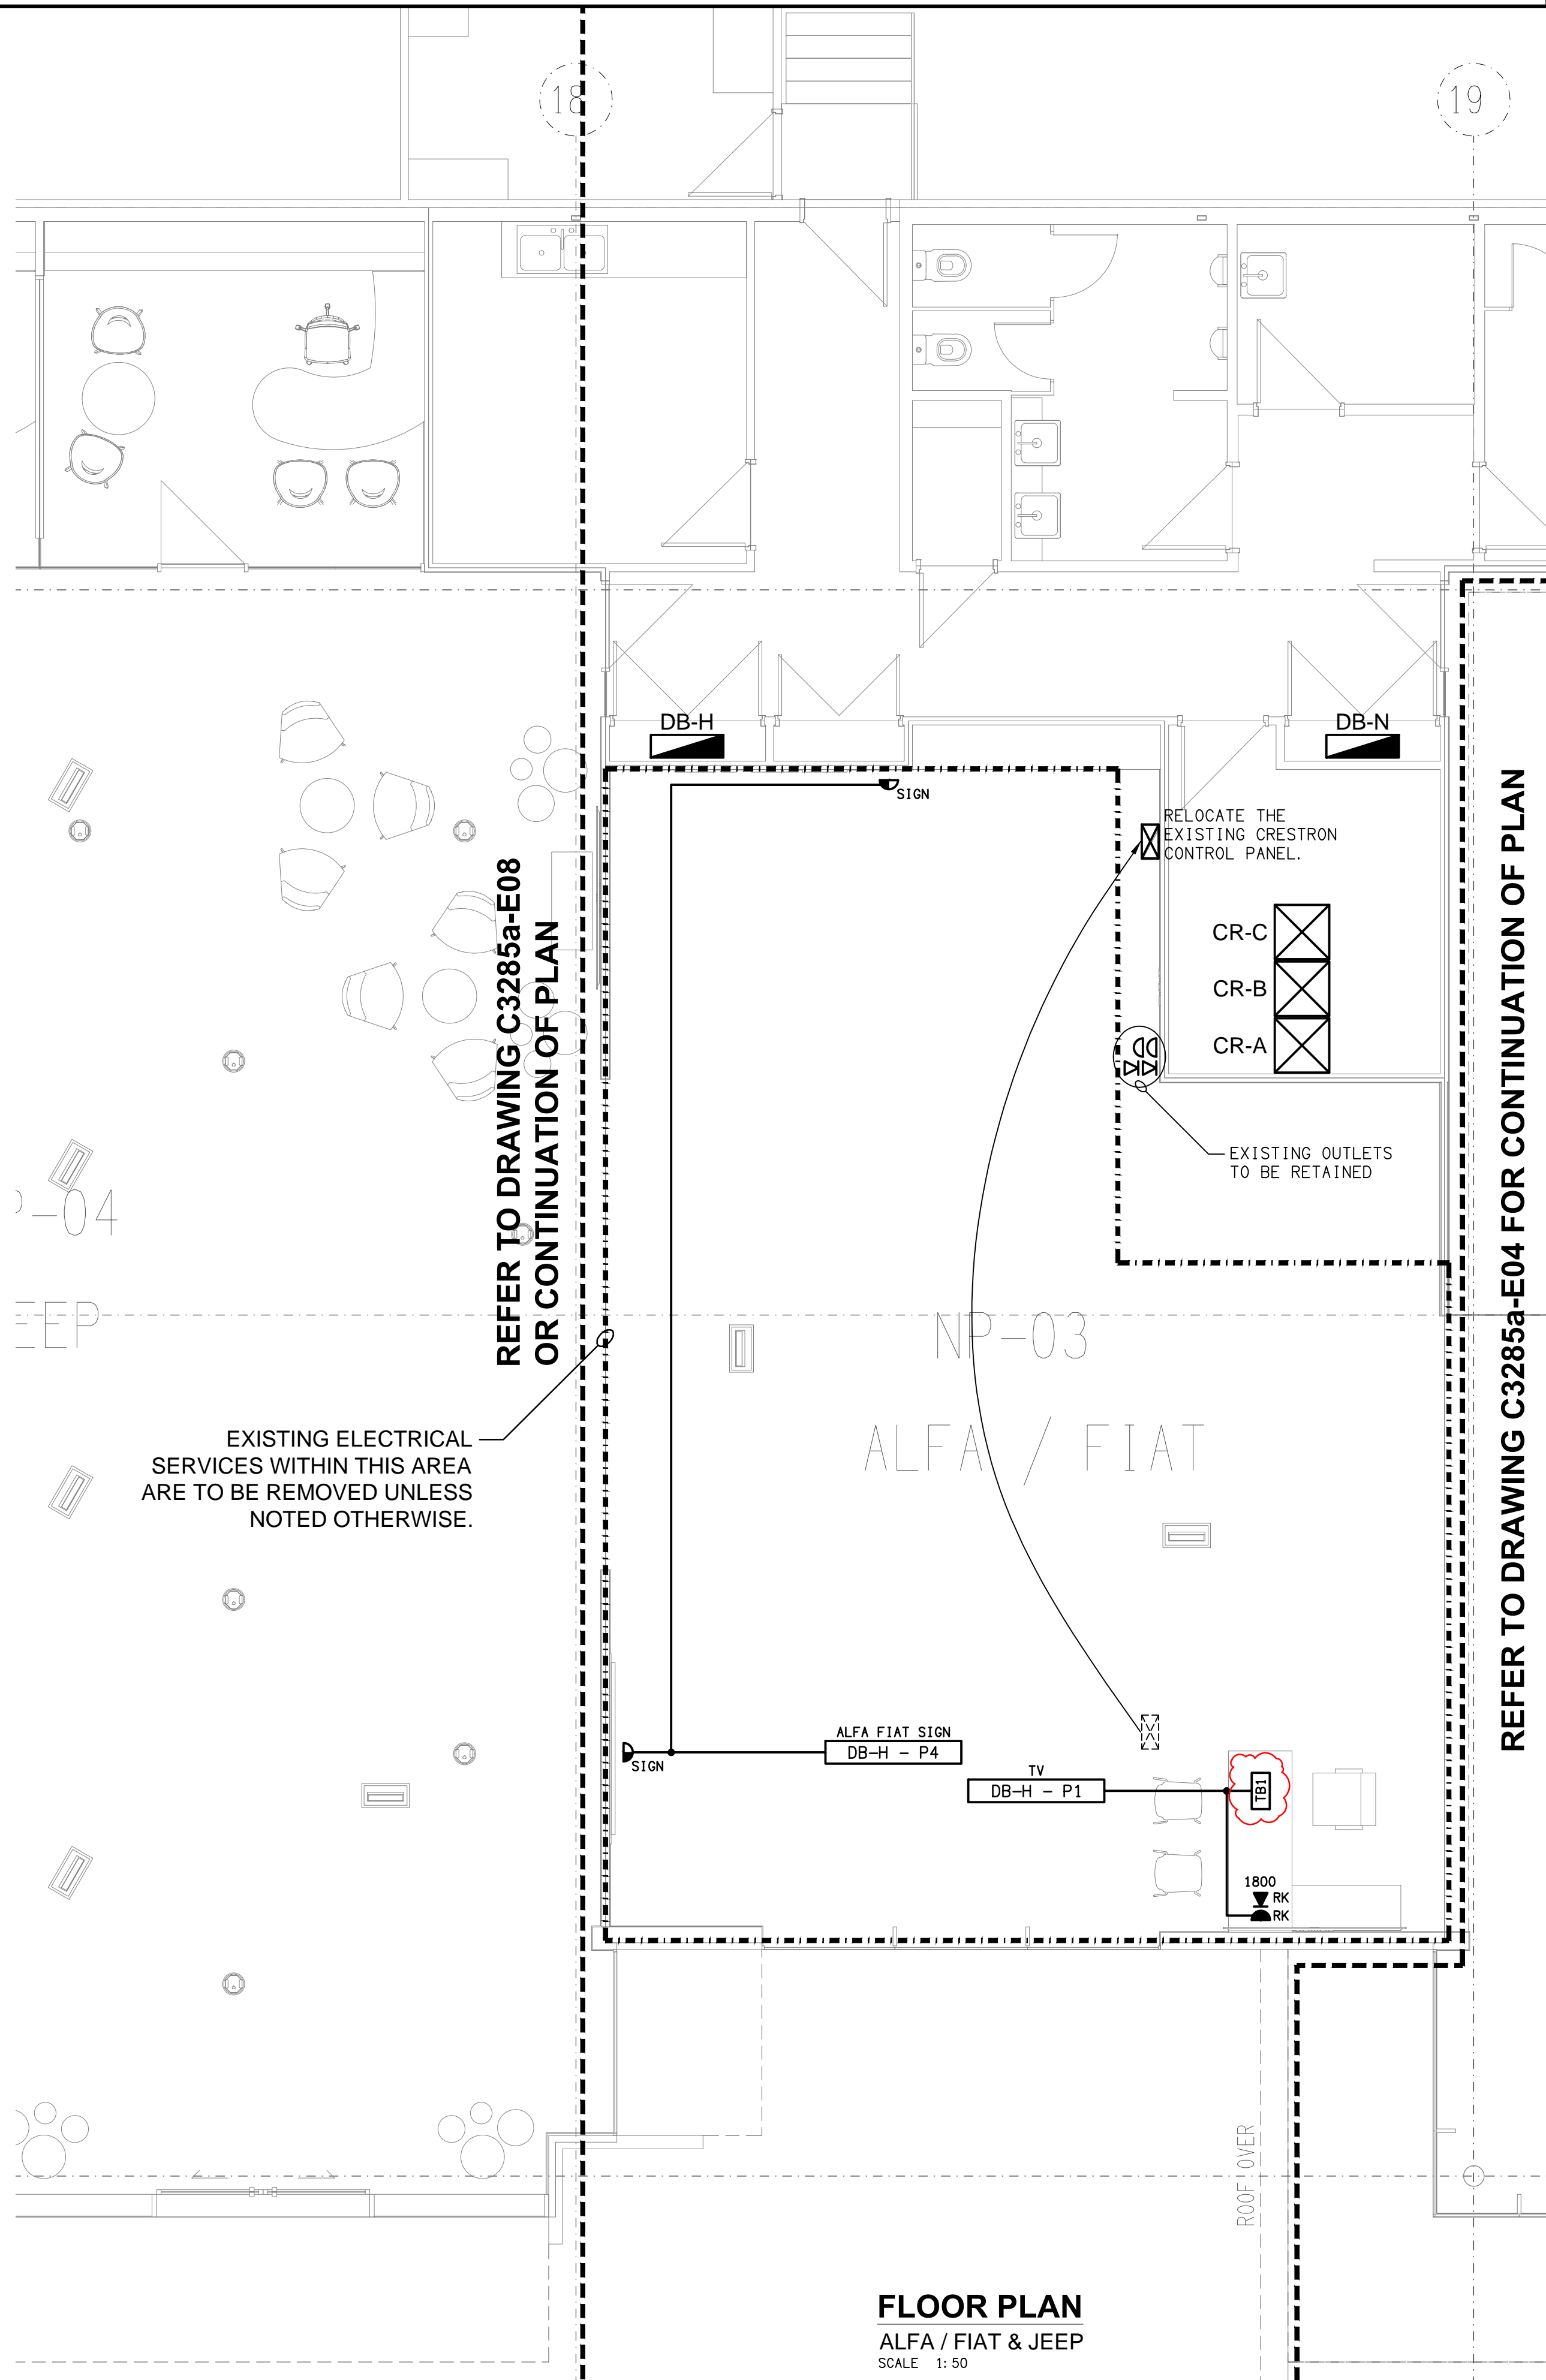 18
19
DB-H
DB-N
SIGN
RELOCATE THE
EXISTING CRESTRON
CONTROL PANEL.
CR-C
CR-B
CR-A
REFER TO DRAWING C3285a-E08
OR CONTINUATION OF PLAN
REFER TO DRAWING C3285a-E04 FOR CONTINUATION OF PLAN
EXISTING OUTLETS
TO BE RETAINED
P-04
EEP
NP-03
ALFA / FIAT
EXISTING ELECTRICAL
SERVICES WITHIN THIS AREA
ARE TO BE REMOVED UNLESS
NOTED OTHERWISE.
ALFA FIAT SIGN
DB-H - P4
SIGN
TV
DB-H - P1
TB1
1800
RK
RK
ROOF OVER
FLOOR PLAN
ALFA / FIAT & JEEP
SCALE 1:50